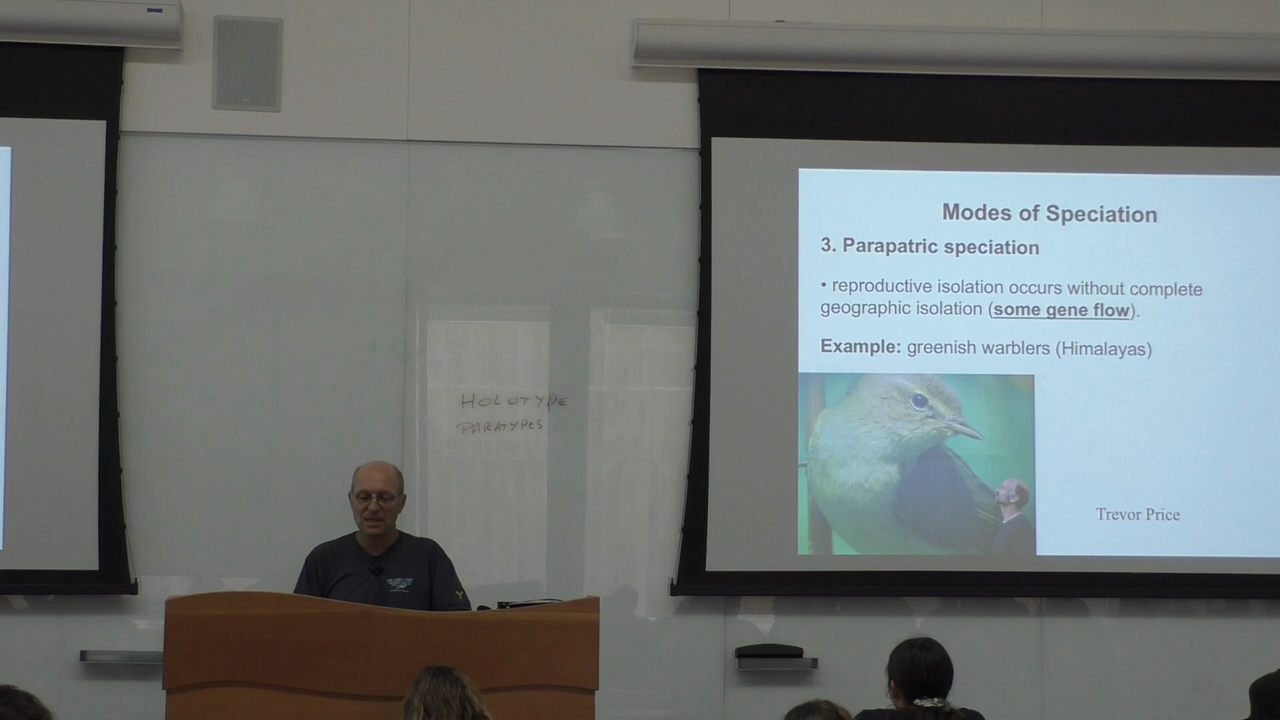 Modes of Speciation
3. Parapatric speciation
• reproductive isolation occurs without complete
geographic isolation (some gene flow).
Example: greenish warblers (Himalayas)
Trevor Price
HOLOTYPE
PARATYPES